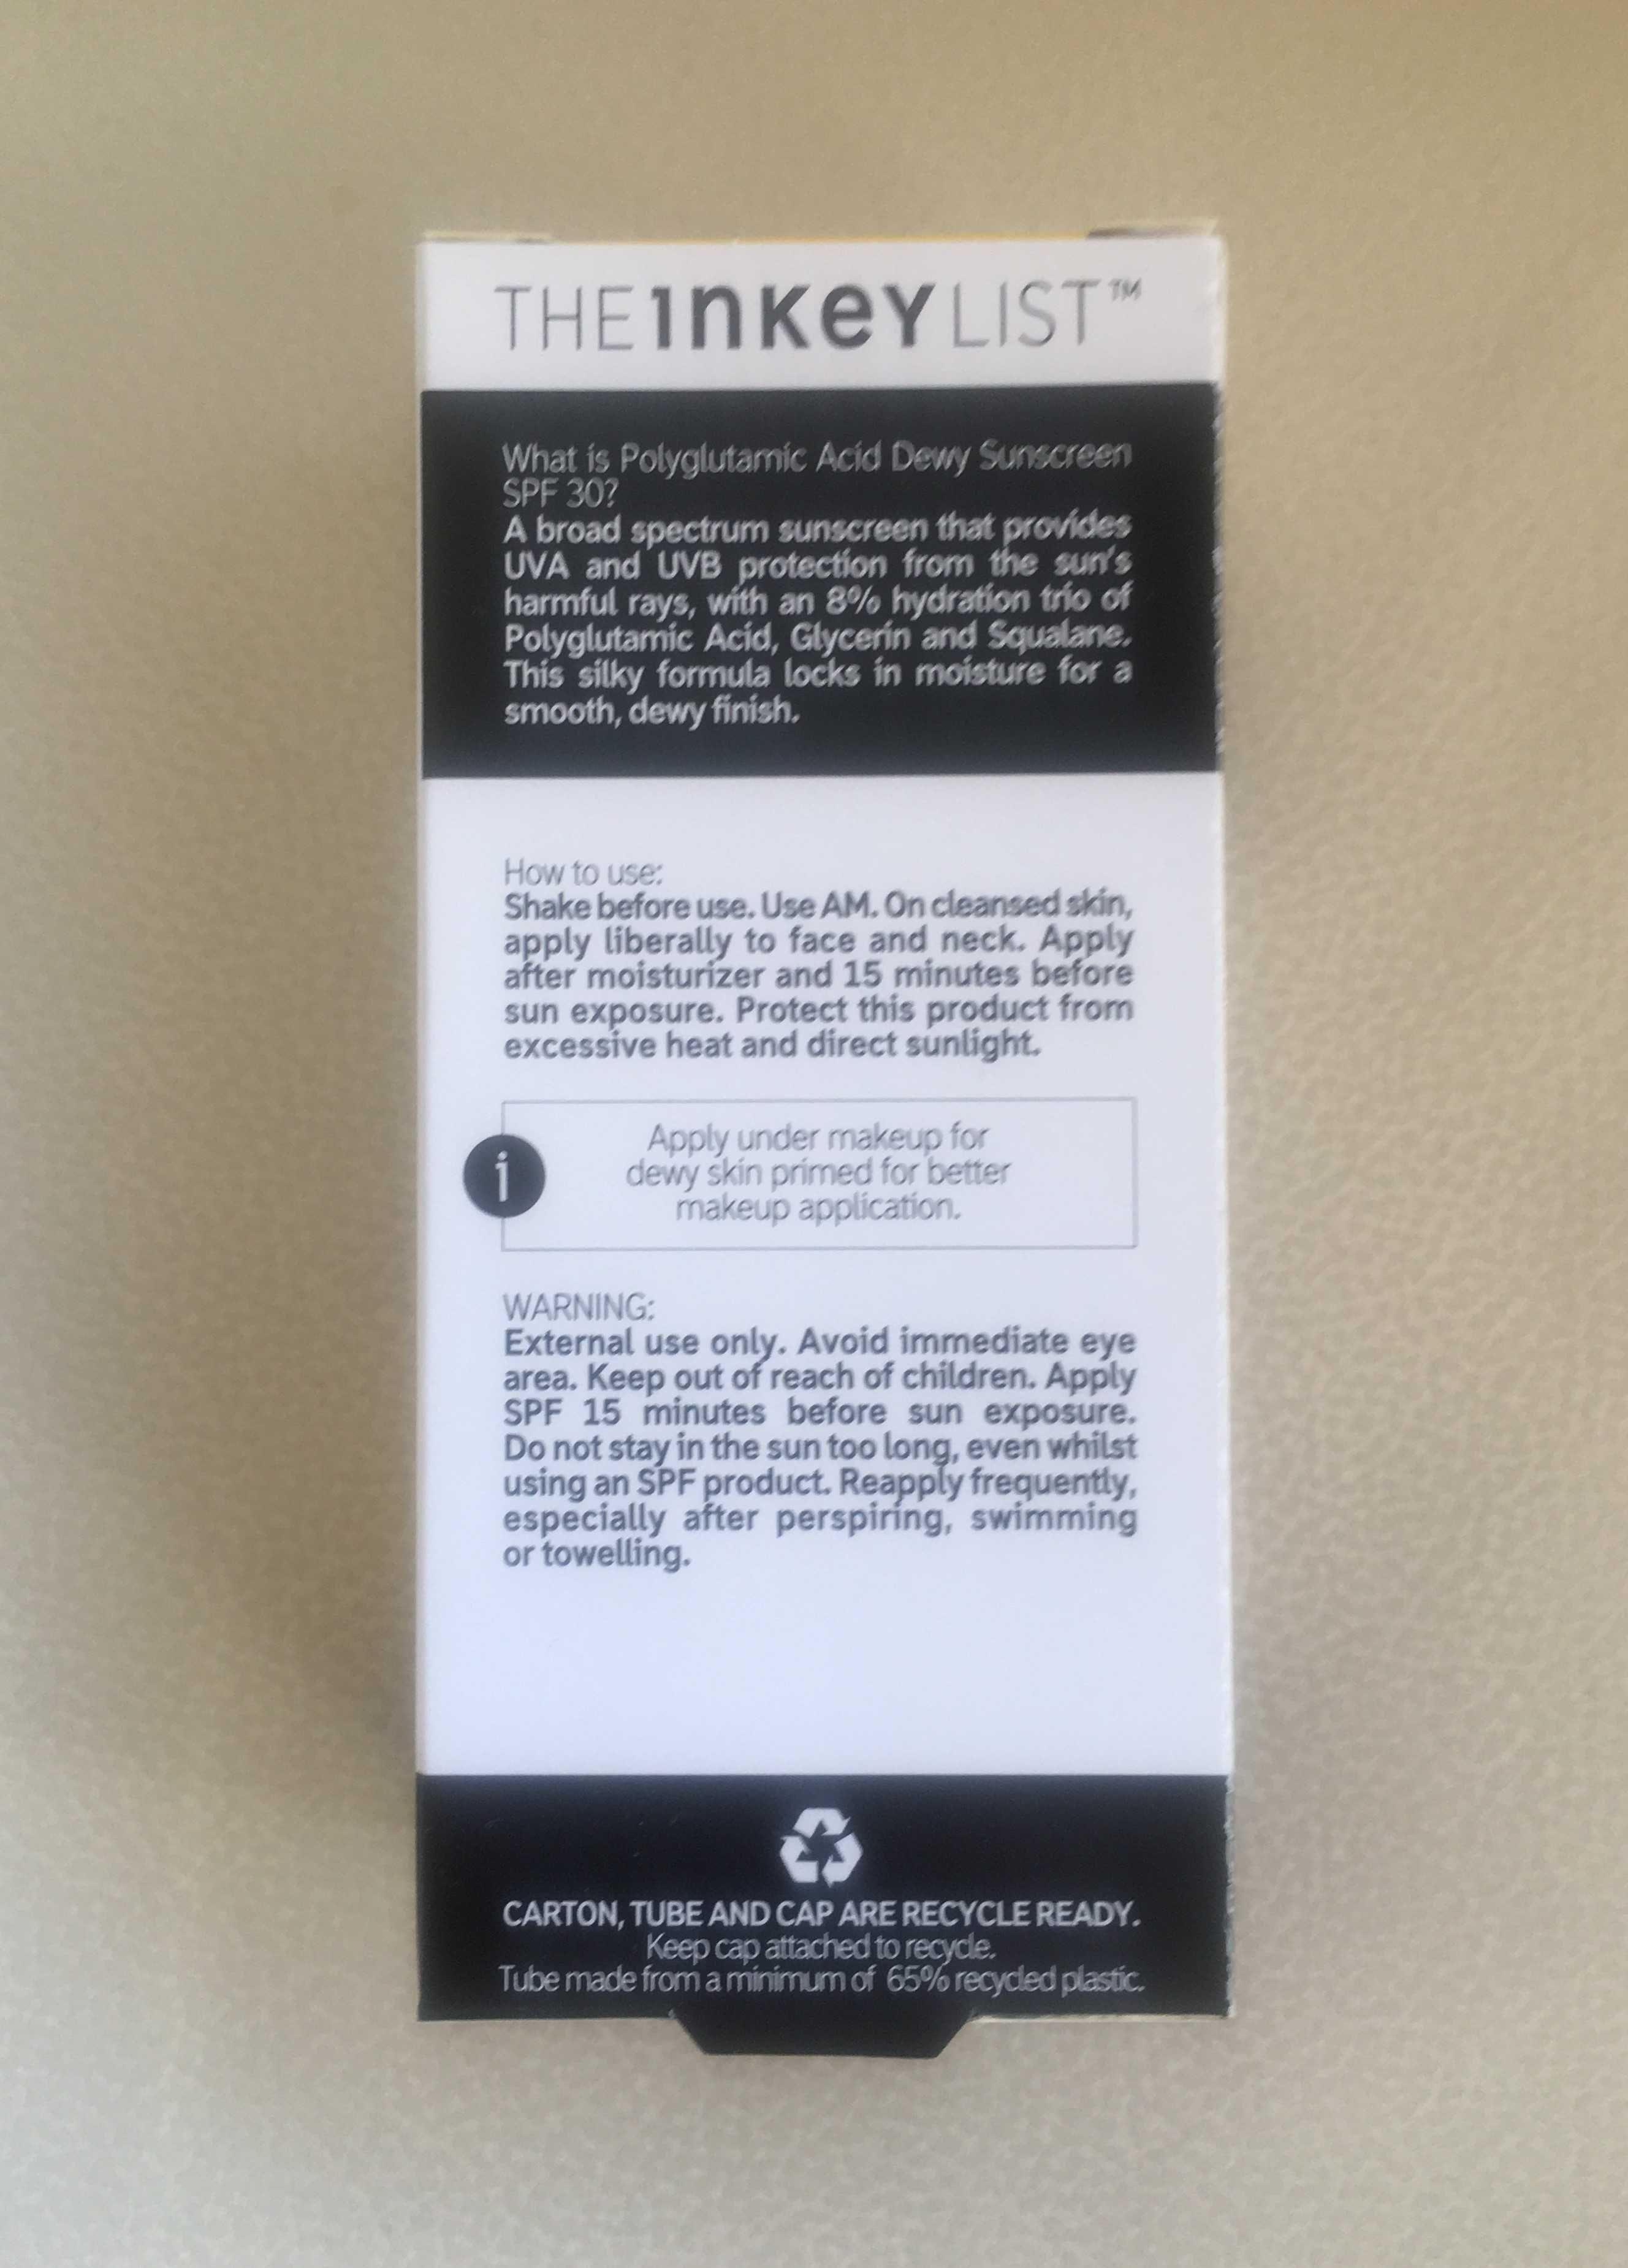 THE INKEY LIST™
What is Polyglutamic Acid Dewy Sunscreen
SPF 30?
A broad spectrum sunscreen that provides
UVA and UVB protection from the sun's
harmful rays, with an 8% hydration trio of
Polyglutamic Acid, Glycerin and Squalane.
This silky formula locks in moisture for a
smooth, dewy finish.
How to use:
Shake before use. Use AM. On cleansed skin,
apply liberally to face and neck. Apply
after moisturizer and 15 minutes before
sun exposure. Protect this product from
excessive heat and direct sunlight.
i
Apply under makeup for
dewy skin primed for better
makeup application.
WARNING:
External use only. Avoid immediate eye
area. Keep out of reach of children. Apply
SPF 15 minutes before sun exposure.
Do not stay in the sun too long, even whilst
using an SPF product. Reapply frequently,
especially after perspiring, swimming
or towelling.
CARTON, TUBE AND CAP ARE RECYCLE READY.
Keep cap attached to recycle.
Tube made from a minimum of 65% recycled plastic.